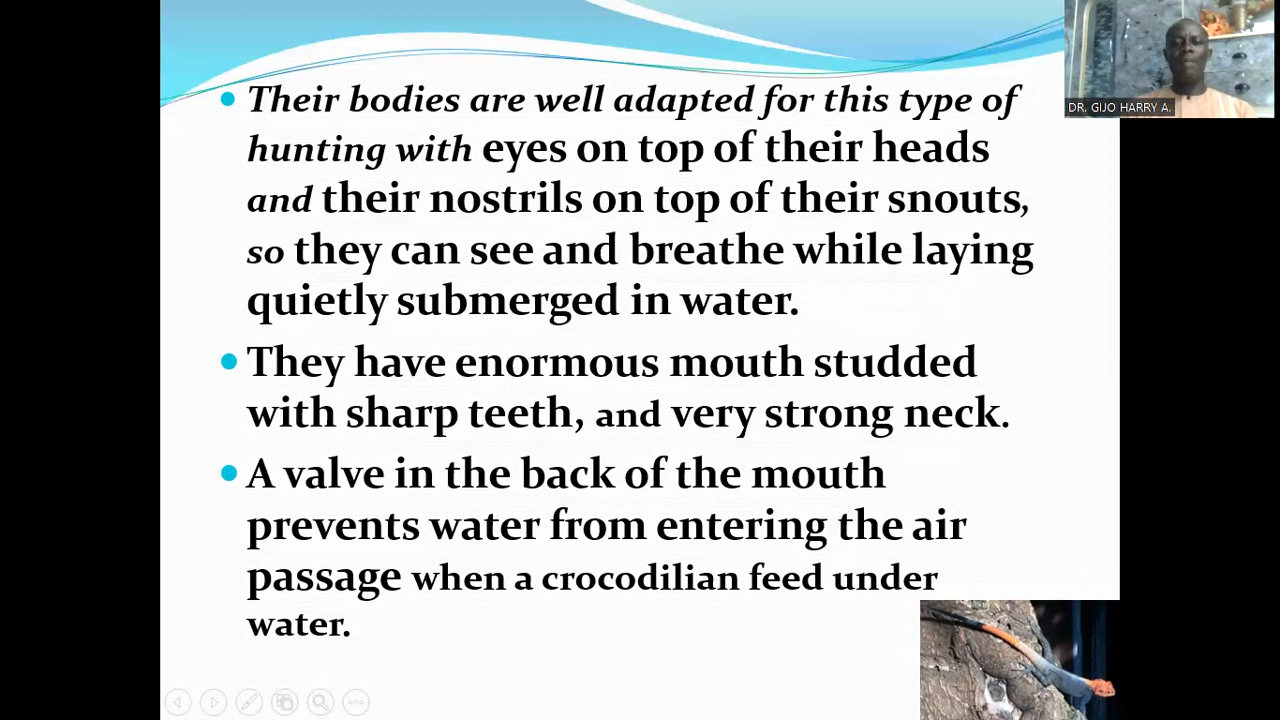 Their bodies are well adapted for this type of
hunting with eyes on top of their heads
and their nostrils on top of their snouts,
so they can see and breathe while laying
quietly submerged in water.
They have enormous mouth studded
with sharp teeth, and very strong neck.
A valve in the back of the mouth
prevents water from entering the air
passage when a crocodilian feed under
water.
DR. GIJO HARRY A.